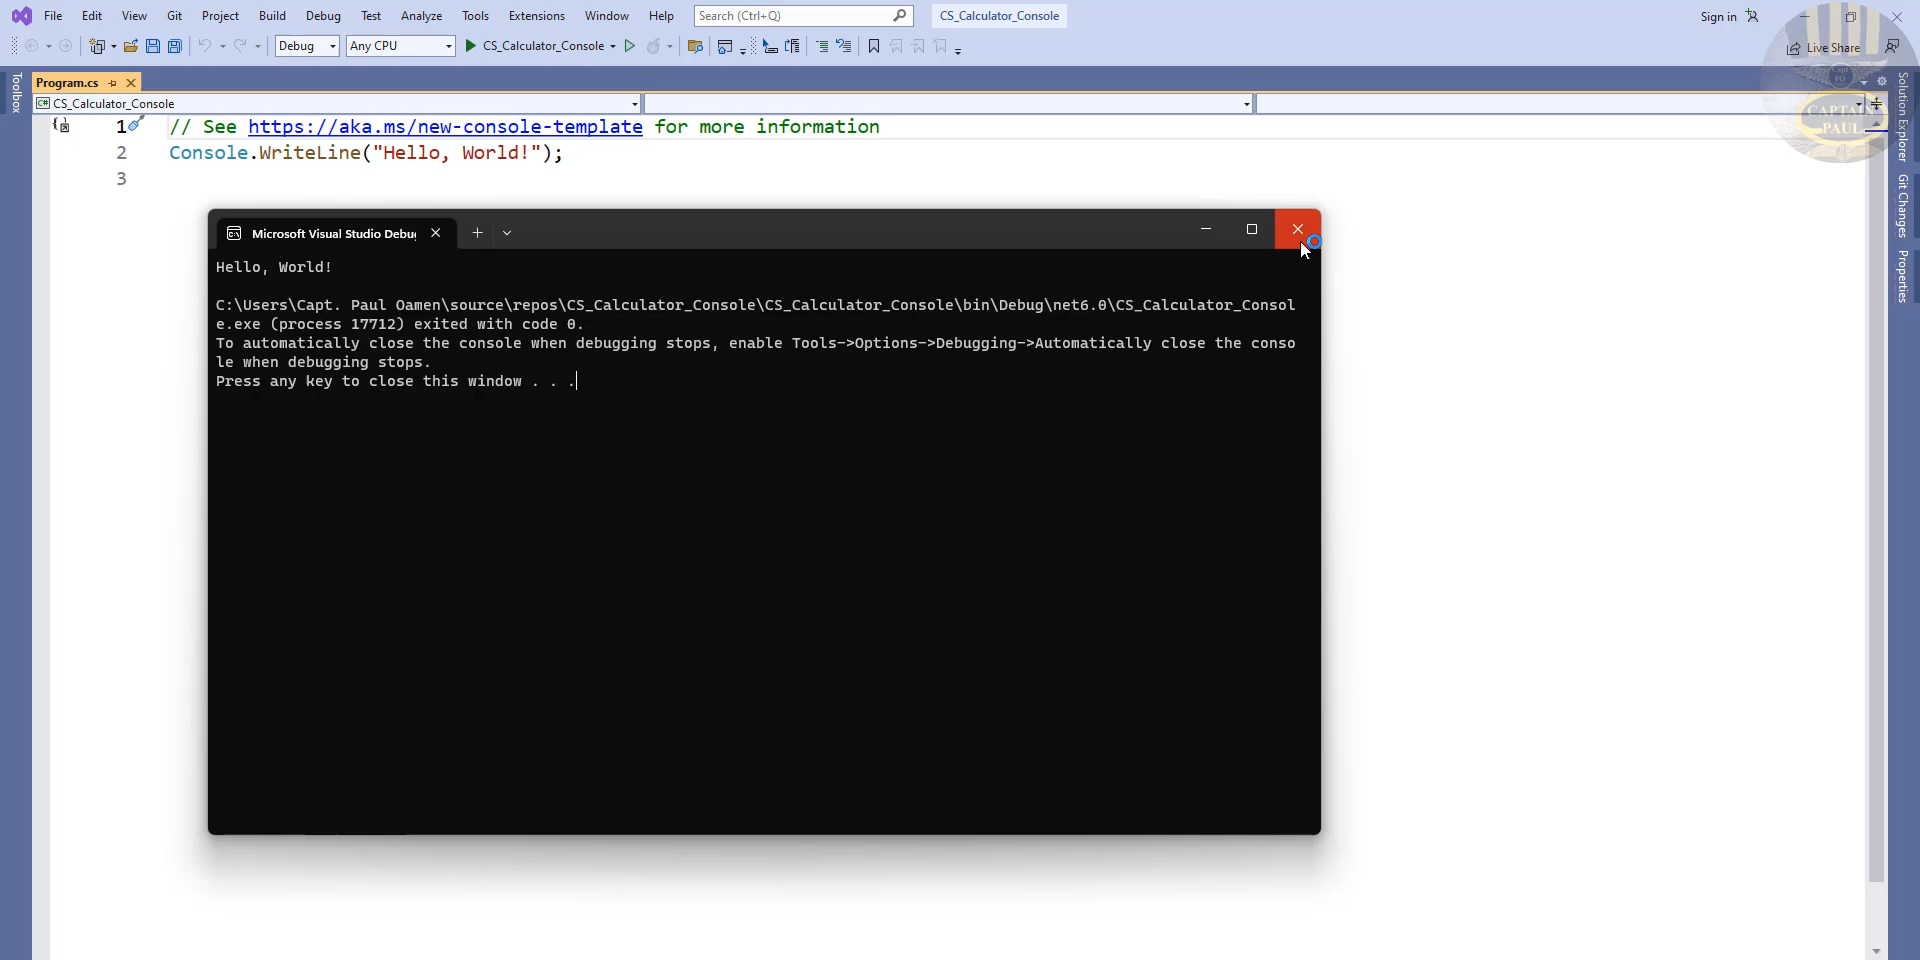 File Edit View Git Project Build Debug Test Analyze Tools Extensions Window Help Search (Ctrl+Q) CS_Calculator_Console Sign in
Debug Any CPU CS_Calculator_Console Live Share
Toolbox
Program.cs
CS_Calculator_Console
1 // See https://aka.ms/new-console-template for more information
2 Console.WriteLine("Hello, World!");
3
CAPTAIN
PAUL
Solution Explorer
Git Changes
Properties
Microsoft Visual Studio Debu
Hello, World!
C:\Users\Capt. Paul Oamen\source\repos\CS_Calculator_Console\CS_Calculator_Console\bin\Debug\net6.0\CS_Calculator_Consol
e.exe (process 17712) exited with code 0.
To automatically close the console when debugging stops, enable Tools->Options->Debugging->Automatically close the conso
le when debugging stops.
Press any key to close this window . . .